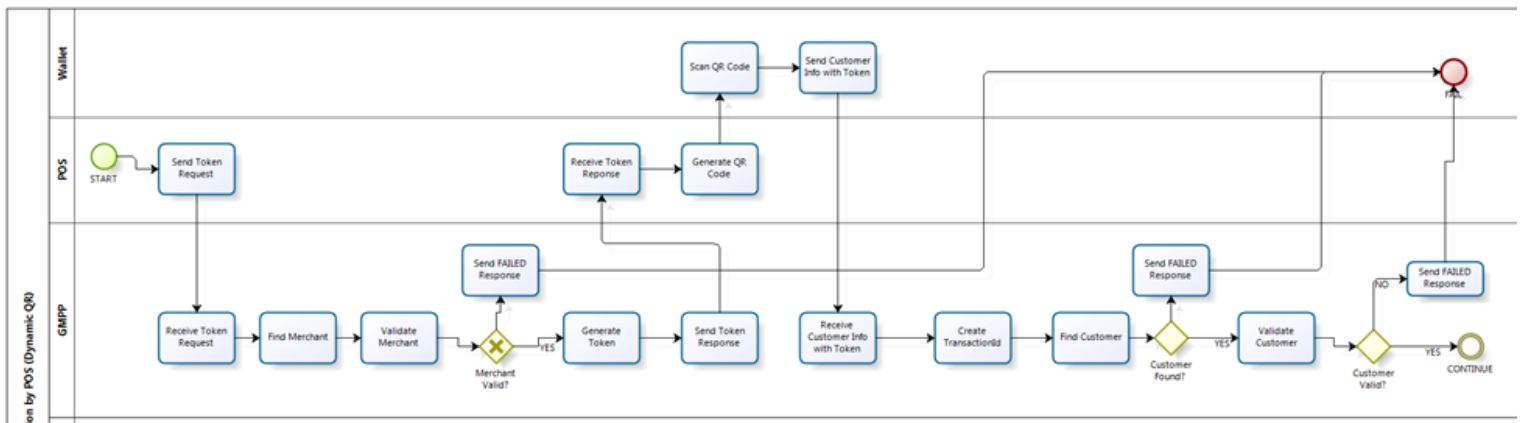 ion by POS (Dynamic QR)
Wallet
Scan QR Code
Send Customer
Info with Token
FAIL
POS
START
Send Token
Request
Receive Token
Reponse
Generate QR
Code
GMPP
Send FAILED
Response
Send FAILED
Response
Send FAILED
Response
NO
Receive Token
Request
Find Merchant
Validate
Merchant
Merchant
Valid?
YES
Generate
Token
Send Token
Response
Receive
Customer Info
with Token
Create
TransactionId
Find Customer
Customer
Found?
YES
Validate
Customer
Customer
Valid?
YES
CONTINUE